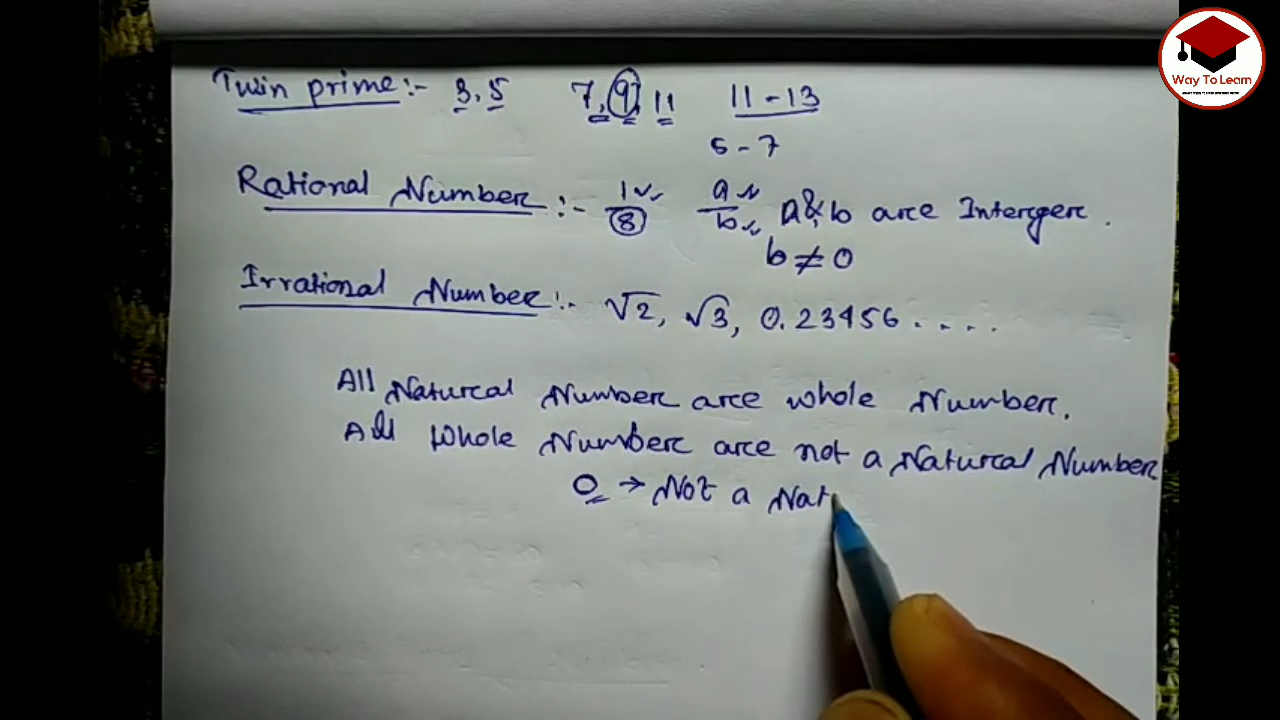 Twin prime :- 3, 5 7, 9, 11 11 - 13
5 - 7
Rational Number :- 1/8 a/b a & b are Interger.
b ≠ 0
Irrational Number :- √2, √3, 0.23456....
All Natural Number are whole Number.
All Whole Number are not a Natural Number
0 → Not a Nat
Way To Learn